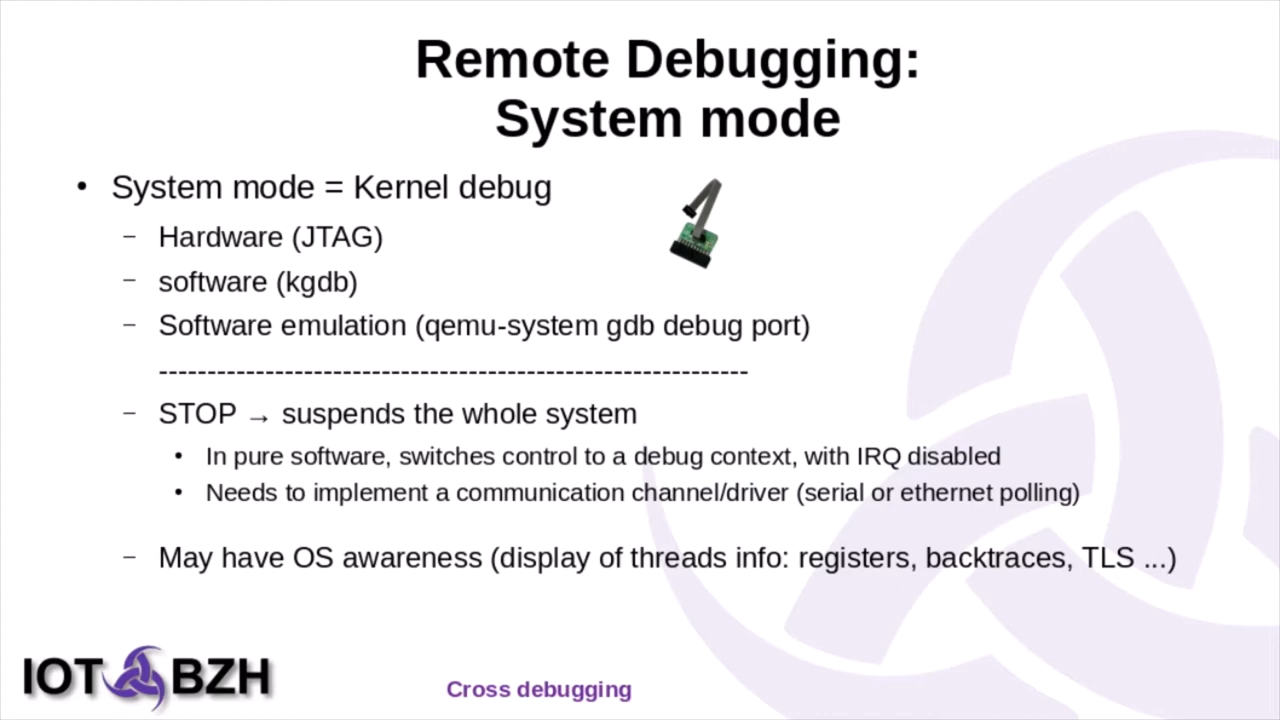 Remote Debugging:
System mode
• System mode = Kernel debug
– Hardware (JTAG)
– software (kgdb)
– Software emulation (qemu-system gdb debug port)
-------------------------------------------------------------
– STOP → suspends the whole system
• In pure software, switches control to a debug context, with IRQ disabled
• Needs to implement a communication channel/driver (serial or ethernet polling)
– May have OS awareness (display of threads info: registers, backtraces, TLS ...)
IOT BZH
Cross debugging